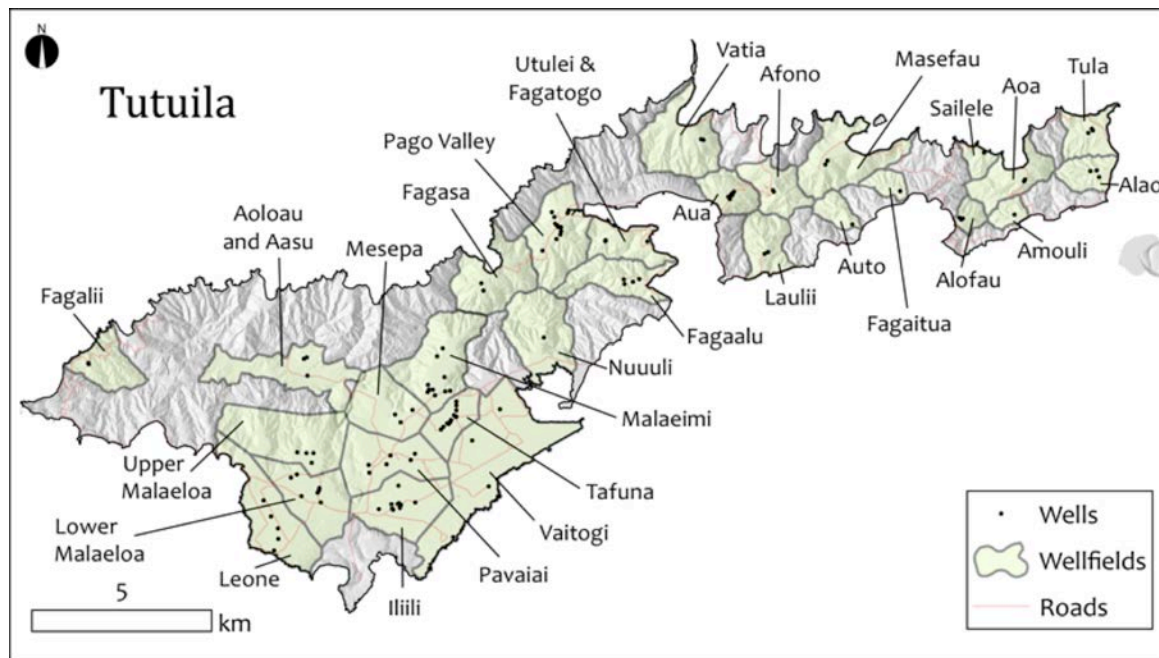 N
Tutuila
Vatia
Utulei &
Fagatogo
Afono
Masefau
Tula
Aoa
Sailele
Pago Valley
Fagasa
Aoloau
and Aasu
Mesepa
Fagalii
Aua
Alao
Amouli
Auto
Alofau
Laulii
Fagaitua
Fagaalu
Nuuuli
Malaeimi
Upper
Malaeloa
Tafuna
Lower
Malaeloa
Vaitogi
Leone
Pavaiai
Iliili
5
km
Wells
Wellfields
Roads